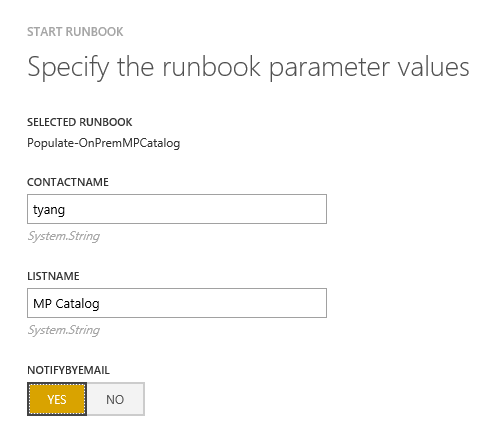 START RUNBOOK
Specify the runbook parameter values
SELECTED RUNBOOK
Populate-OnPremMPCatalog
CONTACTNAME
tyang
System.String
LISTNAME
MP Catalog
System.String
NOTIFYBYEMAIL
YES NO